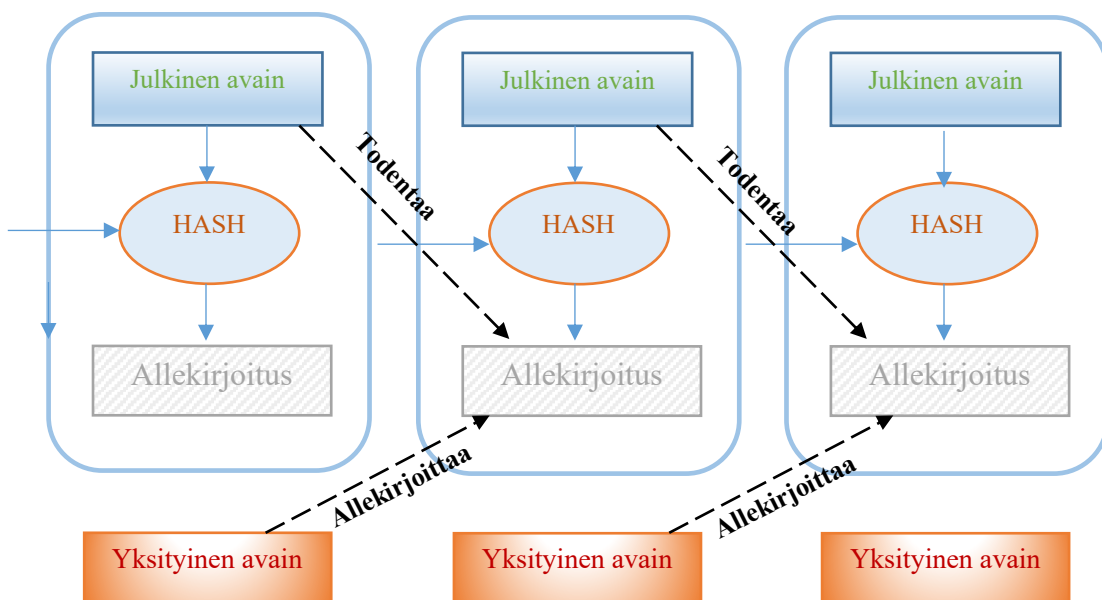 Julkinen avain
Julkinen avain
Julkinen avain
Todentaa
Todentaa
HASH
HASH
HASH
Allekirjoitus
Allekirjoitus
Allekirjoitus
Allekirjoittaa
Allekirjoittaa
Yksityinen avain
Yksityinen avain
Yksityinen avain